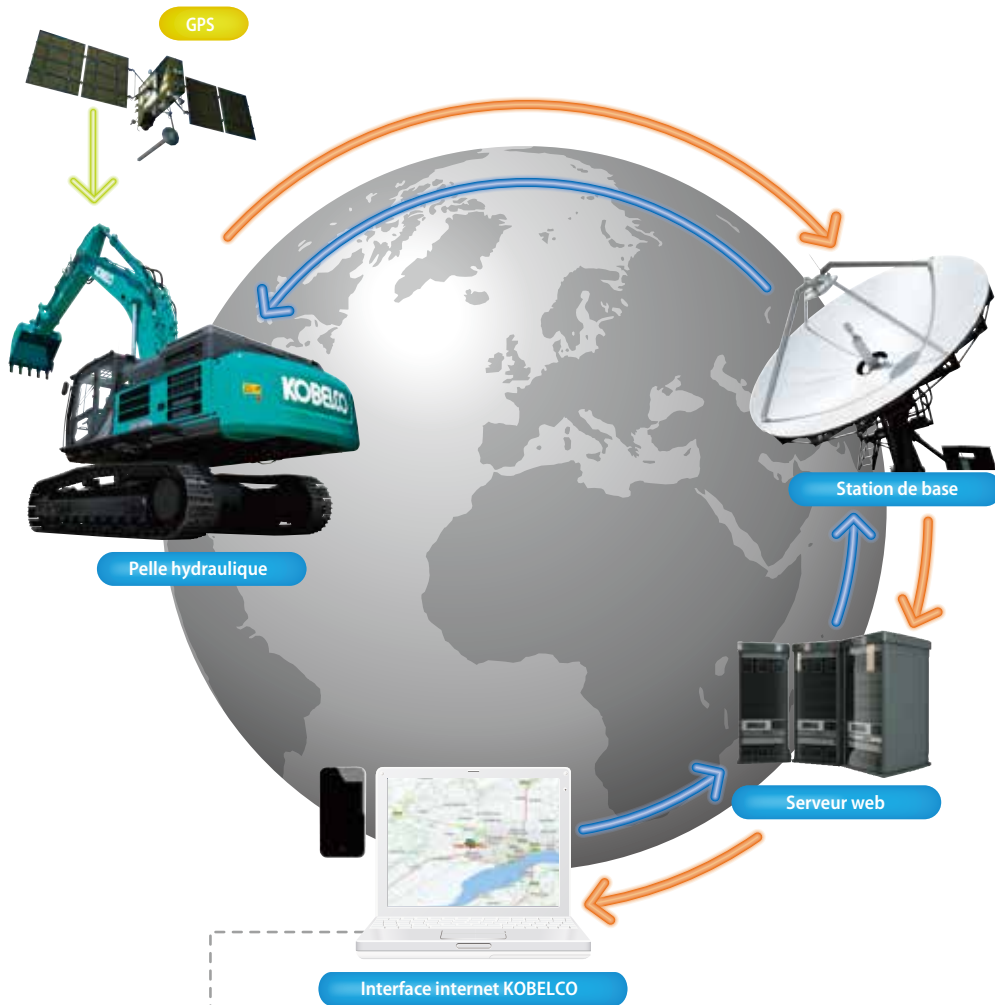 GPS
KOBELCO
Station de base
Pelle hydraulique
Serveur web
Interface internet KOBELCO